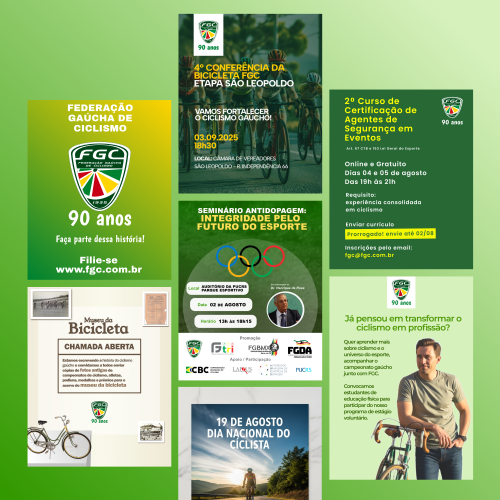 FEDERAÇÃO
GAÚCHA DE
CICLISMO
FGC
FEDERAÇÃO GAÚCHA
DE CICLISMO
90 anos
Faça parte dessa história!
Filie-se
www.fgc.com.br
Museu da
Bicicleta
CHAMADA ABERTA
90 anos
FGC
90 anos
4º CONFERÊNCIA DA
BICICLETA FGC
ETAPA SÃO LEOPOLDO
VAMOS FORTALECER
O CICLISMO GAÚCHO!
03.09.2025
18h30
LOCAL: CÂMARA DE VEREADORES
SÃO LEOPOLDO - R.INDEPENDÊNCIA 66
SEMINÁRIO ANTIDOPAGEM:
INTEGRIDADE PELO
FUTURO DO ESPORTE
Local
AUDITÓRIO DA PUCRS
PARQUE ESPORTIVO
Data
02 DE AGOSTO
Horário
13h às 18h15
Promoção
FGBMX
FGDA
Apoio / Participação
CBC
PUCRS
19 DE AGOSTO
DIA NACIONAL DO
CICLISTA
FGC
90 anos
2º Curso de
Certificação de
Agentes de
Segurança em
Eventos
Online e Gratuito
Dias 04 e 05 de agosto
Das 19h às 21h
Requisito:
experiência consolidada
em ciclismo
Enviar currículo
Prorrogado! envie até 02/08
Inscrições pelo email:
fgc@fgc.com.br
FGC
90 anos
Já pensou em transformar o
ciclismo em profissão?
Quer aprender mais
sobre ciclismo e o
universo do esporte,
acompanhar o
campeonato gaúcho
junto com FGC.
Convocamos
estudantes de
educação física para
participar do nosso
programa de estágio
voluntário.